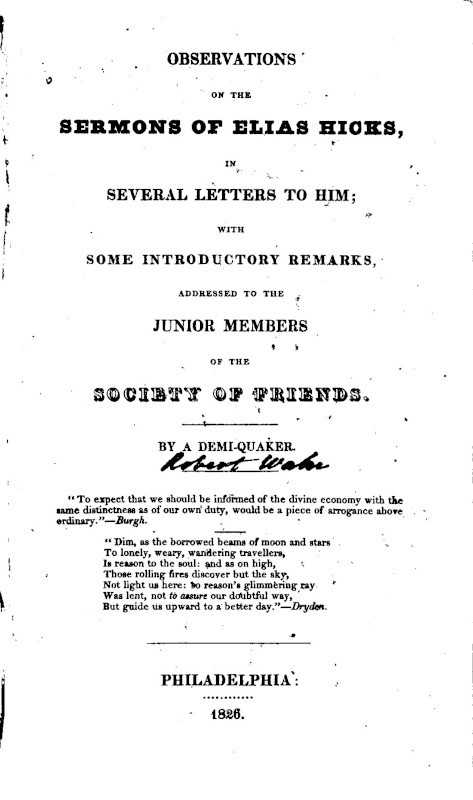 OBSERVATIONS
ON THE
SERMONS OF ELIAS HICKS,
IN
SEVERAL LETTERS TO HIM;
WITH
SOME INTRODUCTORY REMARKS,
ADDRESSED TO THE
JUNIOR MEMBERS
OF THE
SOCIETY OF FRIENDS.
BY A DEMI-QUAKER.
Robert Waln
"To expect that we should be informed of the divine economy with the
same distinctness as of our own duty, would be a piece of arrogance above
ordinary."—Burgh.
"Dim, as the borrowed beams of moon and stars
To lonely, weary, wandering travellers,
Is reason to the soul: and as on high,
Those rolling fires discover but the sky,
Not light us here: so reason's glimmering ray
Was lent, not to assure our doubtful way,
But guide us upward to a better day."—Dryden.
PHILADELPHIA:
1826.